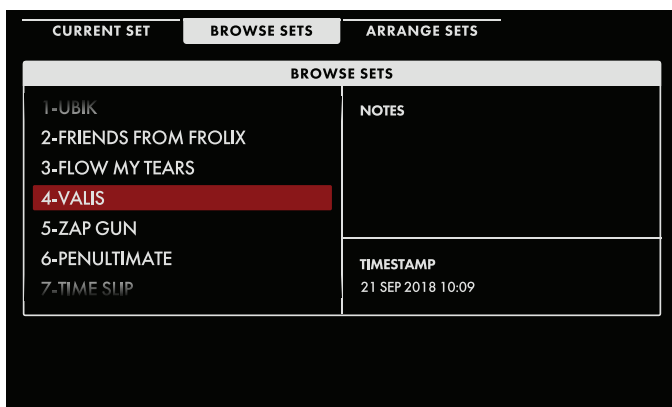 CURRENT SET BROWSE SETS ARRANGE SETS
BROWSE SETS
1-UBIK
2-FRIENDS FROM FROLIX
3-FLOW MY TEARS
4-VALIS
5-ZAP GUN
6-PENULTIMATE
7-TIME SLIP
NOTES
TIMESTAMP
21 SEP 2018 10:09